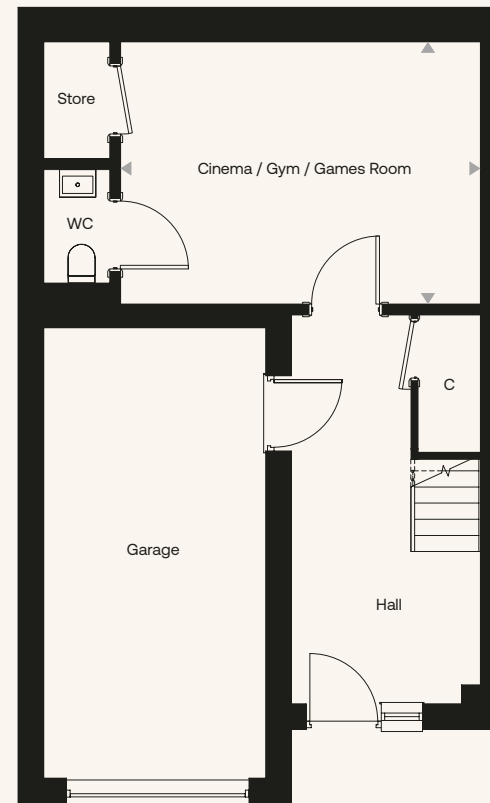 Store
Cinema / Gym / Games Room
WC
C
Garage
Hall